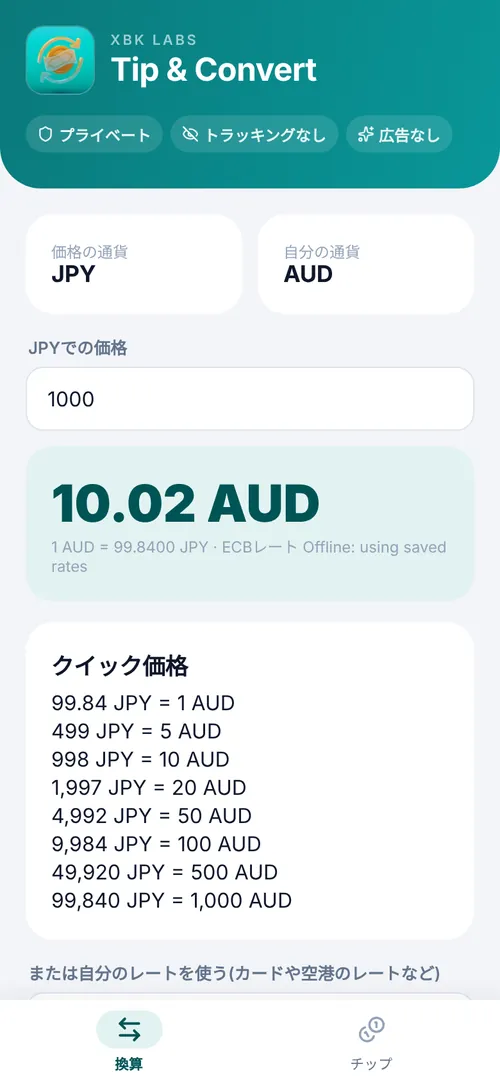 XBK LABS
Tip & Convert
プライベート
トラッキングなし
広告なし
価格の通貨
JPY
自分の通貨
AUD
JPYでの価格
1000
10.02 AUD
1 AUD = 99.8400 JPY · ECBレート Offline: using saved
rates
クイック価格
99.84 JPY = 1 AUD
499 JPY = 5 AUD
998 JPY = 10 AUD
1,997 JPY = 20 AUD
4,992 JPY = 50 AUD
9,984 JPY = 100 AUD
49,920 JPY = 500 AUD
99,840 JPY = 1,000 AUD
または自分のレートを使う(カードや空港のレートなど)
換算
チップ